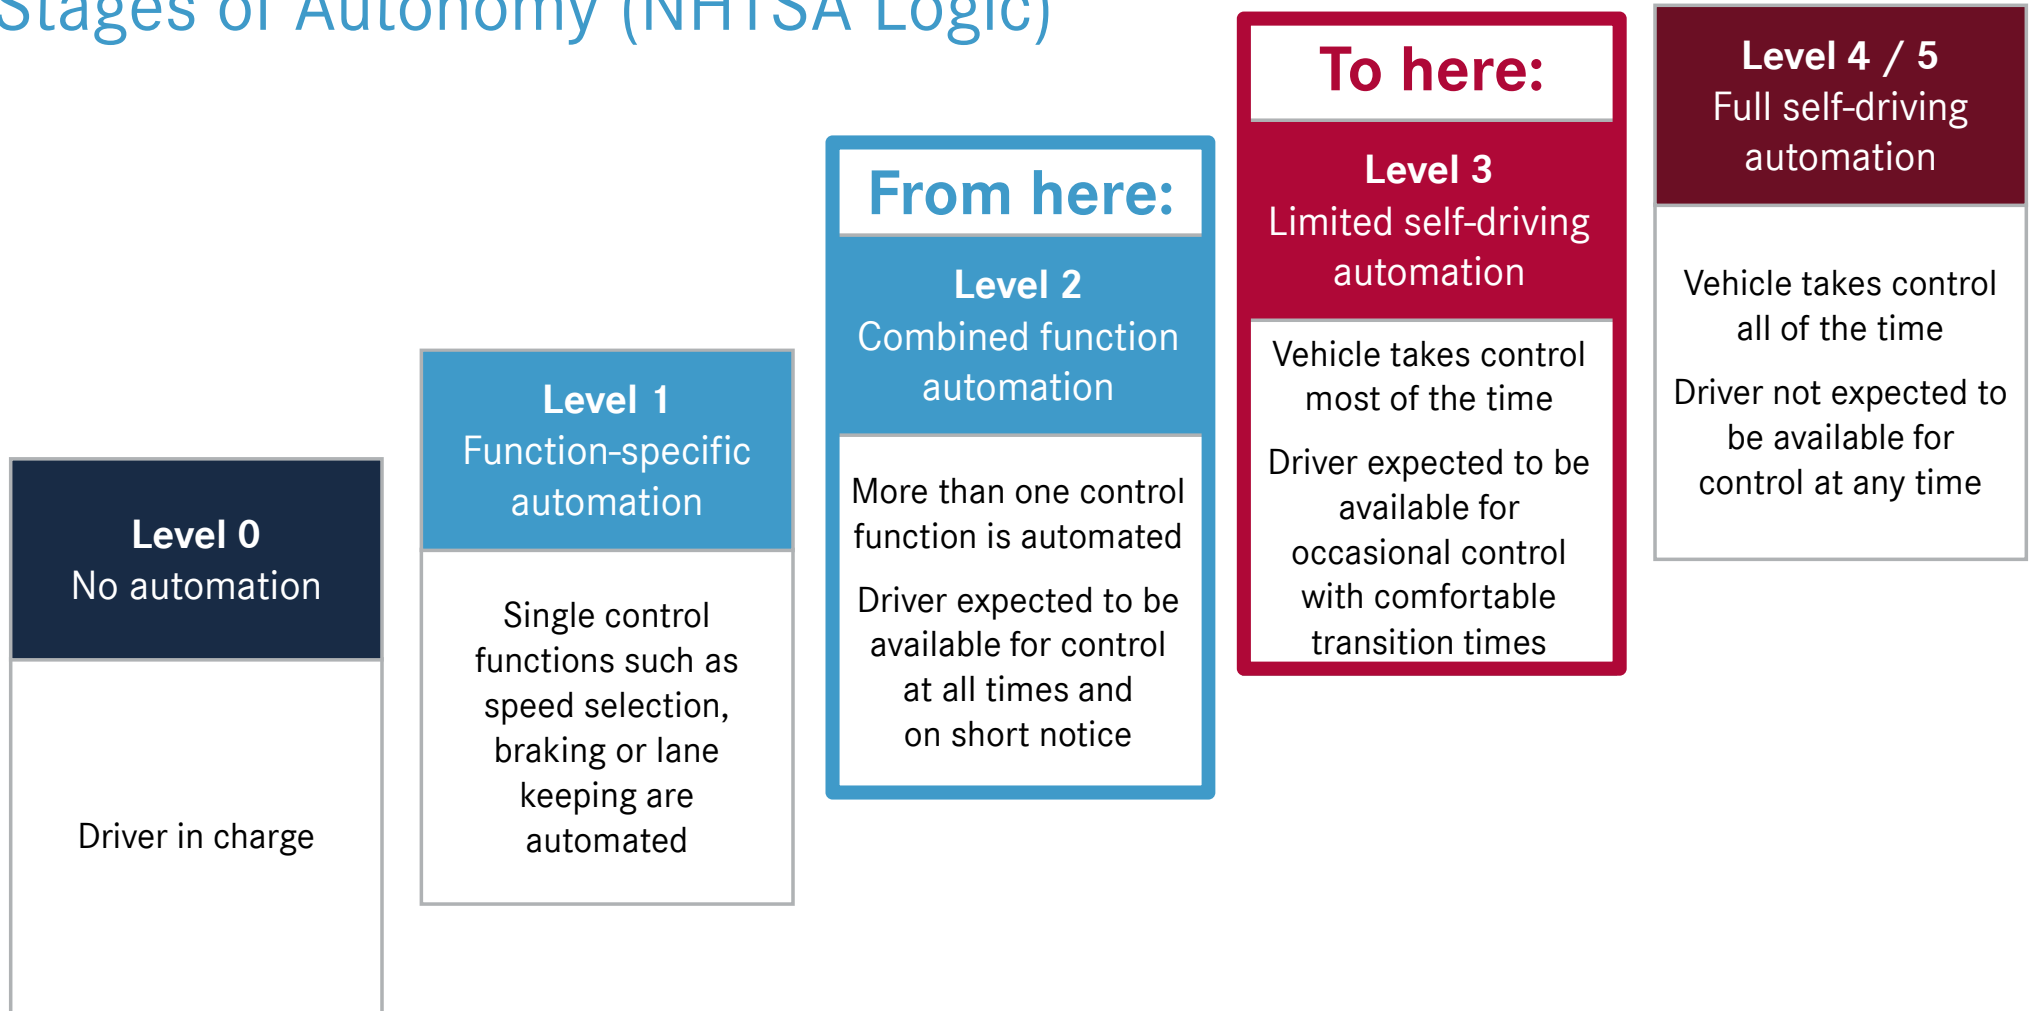 Stages of Autonomy (NHTSA Logic)
Level 0
No automation
Driver in charge
Level 1
Function-specific
automation
Single control
functions such as
speed selection,
braking or lane
keeping are
automated
From here:
Level 2
Combined function
automation
More than one control
function is automated
Driver expected to be
available for control
at all times and
on short notice
To here:
Level 3
Limited self-driving
automation
Vehicle takes control
most of the time
Driver expected to be
available for
occasional control
with comfortable
transition times
Level 4 / 5
Full self-driving
automation
Vehicle takes control
all of the time
Driver not expected to
be available for
control at any time